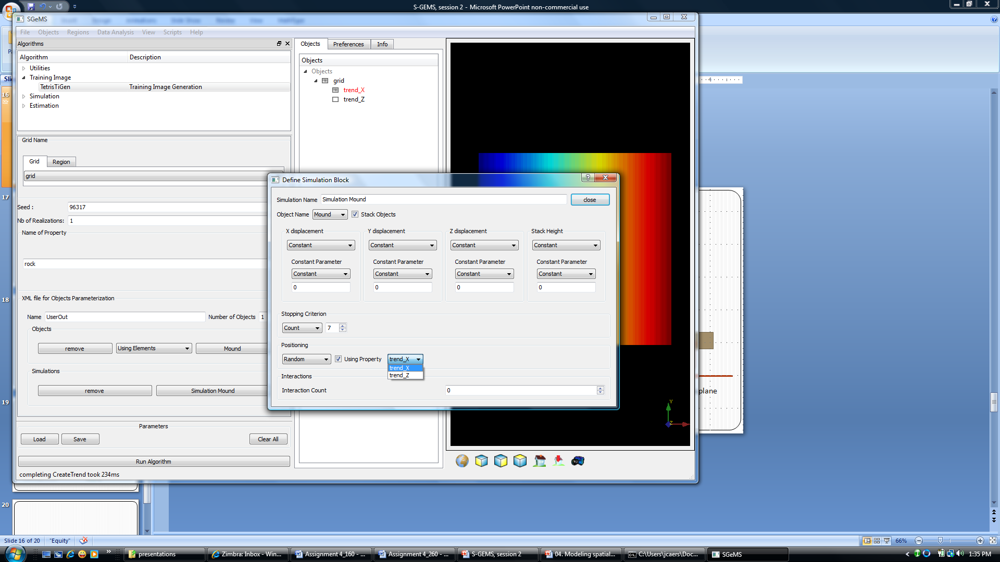 S-GEMS, session 2 - Microsoft PowerPoint non-commercial use
SGeMS
File Objects Regions Data Analysis View Scripts Help
Algorithms
Algorithm Description
Utilities
Training Image
TetrisTiGen Training Image Generation
Simulation
Estimation
Grid Name
Grid Region
grid
Seed : 96317
Nb of Realizations: 1
Name of Property
rock
XML file for Objects Parameterization
Name UserOut Number of Objects 1
Objects
remove Using Elements Mound
Simulations
remove Simulation Mound
Parameters
Load Save Clear All
Run Algorithm
completing CreateTrend took 234ms
Objects Preferences Info
Objects
Objects
grid
trend_X
trend_Z
Define Simulation Block
Simulation Name Simulation Mound close
Object Name Mound Stack Objects
X displacement Y displacement Z displacement Stack Height
Constant Constant Constant Constant
Constant Parameter Constant Parameter Constant Parameter Constant Parameter
Constant Constant Constant Constant
0 0 0 0
Stopping Criterion
Count 7
Positioning
Random Using Property trend_X
trend_X
trend_Z
Interactions
Interaction Count 0
Y
Z
4
plane
16
17
18
19
20
Slide 16 of 20 "Equity" 66%
presentations Zimbra: Inbox - Win... Assignment 4_160 - ... Assignment 4_260 - ... S-GEMS, session 2 04. Modeling spatial... C:\Users\jcaers\Doc... SGeMS 1:35 PM